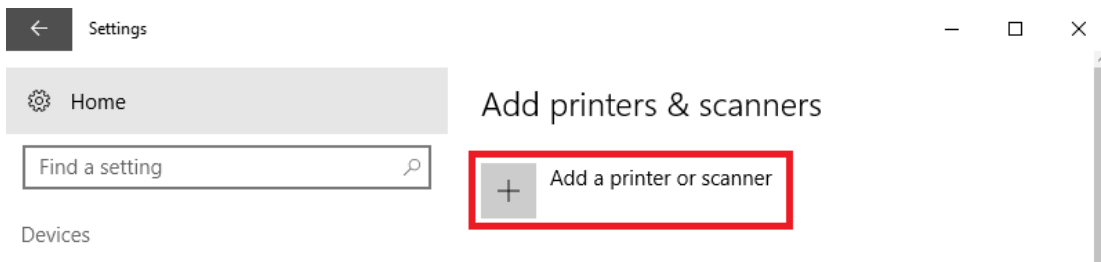 Settings
Home
Find a setting
Devices
Add printers & scanners
Add a printer or scanner